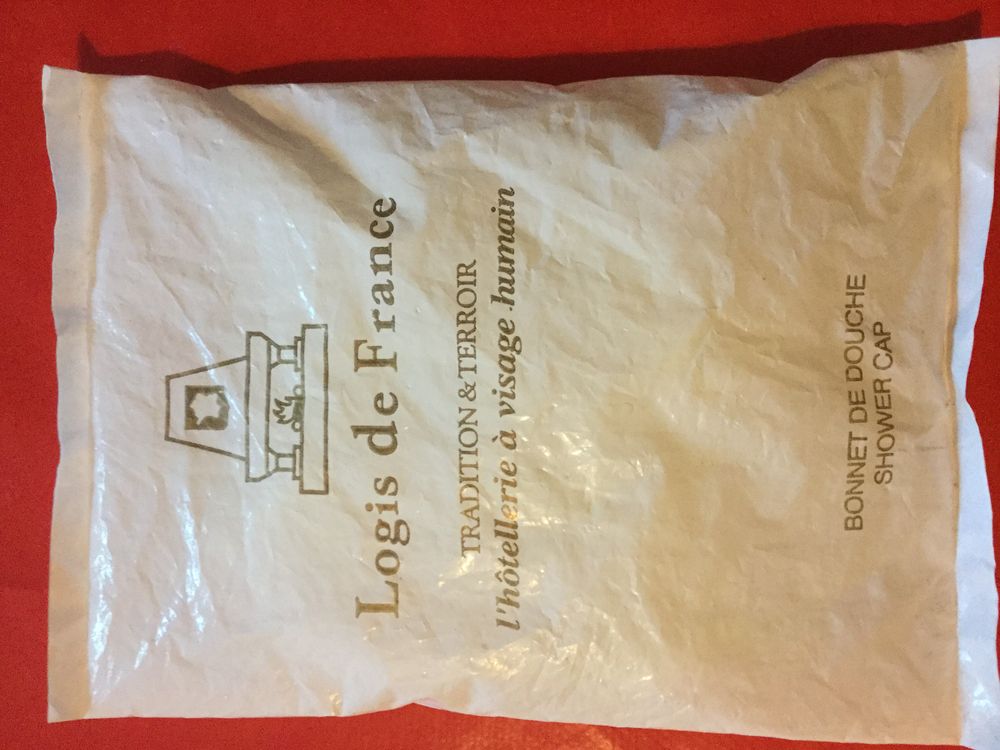 Logis de France
TRADITION & TERROIR
l'hôtellerie à visage humain
BONNET DE DOUCHE
SHOWER CAP